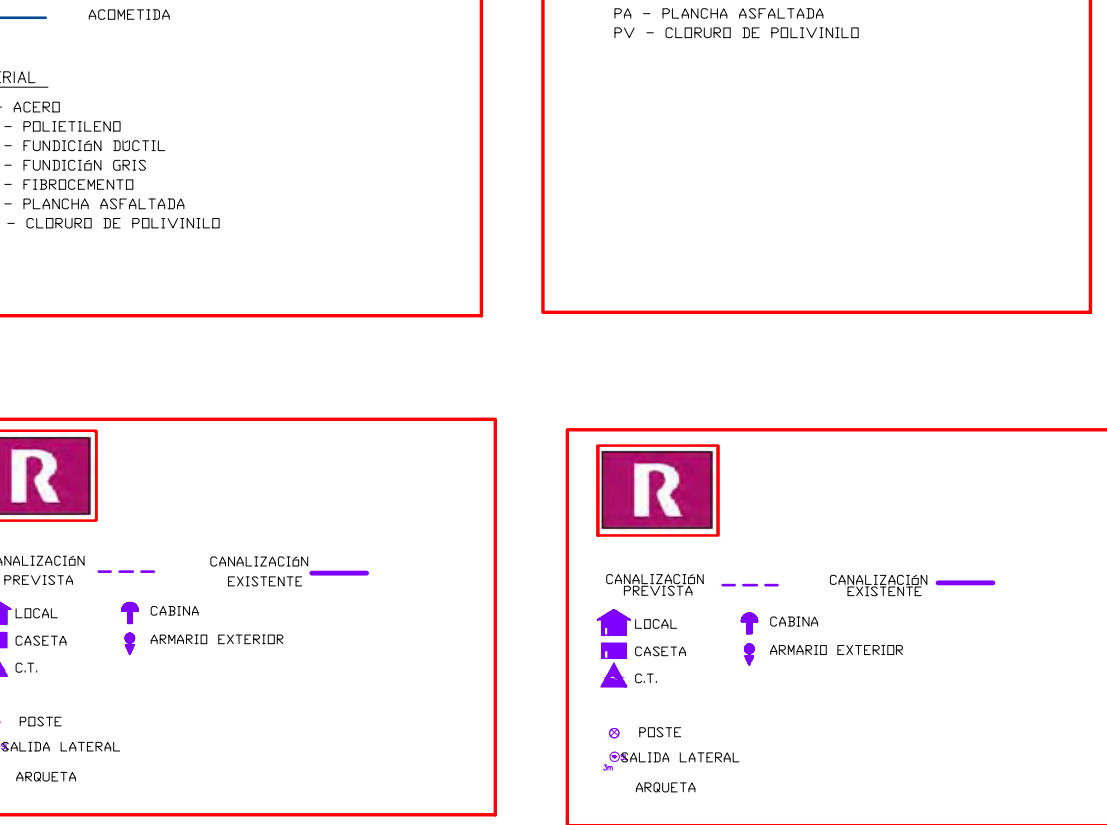 ACOMETIDA
ERIAL
- ACERO
- POLIETILENO
- FUNDICIÓN DÚCTIL
- FUNDICIÓN GRIS
- FIBROCEMENTO
- PLANCHA ASFALTADA
- CLORURO DE POLIVINILO
PA - PLANCHA ASFALTADA
PV - CLORURO DE POLIVINILO
R
ANALIZACIÓN
PREVISTA
CANALIZACIÓN
EXISTENTE
LOCAL
CABINA
CASETA
ARMARIO EXTERIOR
C.T.
POSTE
SALIDA LATERAL
ARQUETA
R
CANALIZACIÓN
PREVISTA
CANALIZACIÓN
EXISTENTE
LOCAL
CABINA
CASETA
ARMARIO EXTERIOR
C.T.
POSTE
SALIDA LATERAL
3m
ARQUETA